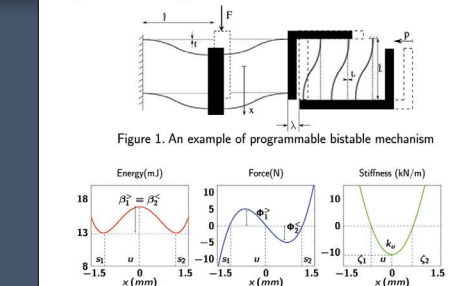 l
F
t
x
λ
t
L
p
Figure 1. An example of programmable bistable mechanism
Energy(mJ)
18
13
8
β₁> = β₂<
s₁
u
s₂
−1.5
0
1.5
x (mm)
Force(N)
10
5
0
−5
−10
Φ₁>
Φ₂<
s₁
u
s₂
−1.5
0
1.5
x (mm)
Stiffness (kN/m)
10
0
−10
kᵤ
ζ₁
u
ζ₂
−1.5
0
1.5
x (mm)